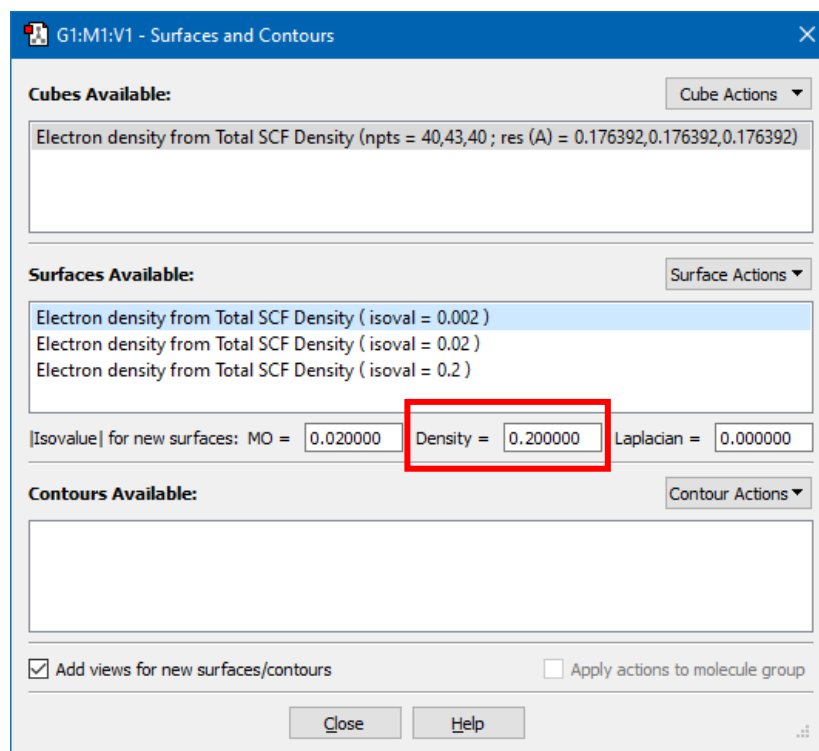 G1:M1:V1 - Surfaces and Contours
Cubes Available:
Cube Actions
Electron density from Total SCF Density (npts = 40,43,40 ; res (A) = 0.176392,0.176392,0.176392)
Surfaces Available:
Surface Actions
Electron density from Total SCF Density ( isoval = 0.002 )
Electron density from Total SCF Density ( isoval = 0.02 )
Electron density from Total SCF Density ( isoval = 0.2 )
|Isovalue| for new surfaces: MO = 0.020000 Density = 0.200000 Laplacian = 0.000000
Contours Available:
Contour Actions
Add views for new surfaces/contours
Apply actions to molecule group
Close
Help